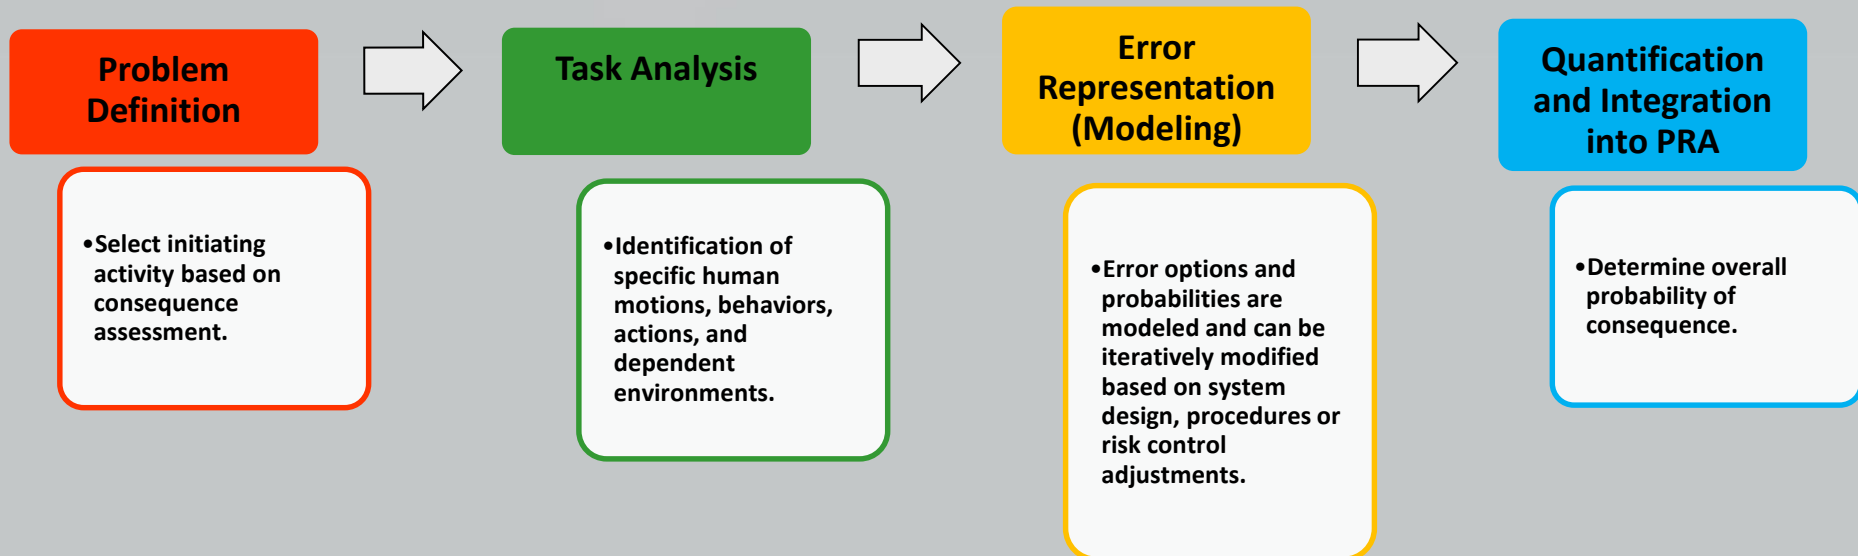 Problem
Definition
•Select initiating
activity based on
consequence
assessment.
Task Analysis
•Identification of
specific human
motions, behaviors,
actions, and
dependent
environments.
Error
Representation
(Modeling)
•Error options and
probabilities are
modeled and can be
iteratively modified
based on system
design, procedures or
risk control
adjustments.
Quantification
and Integration
into PRA
•Determine overall
probability of
consequence.